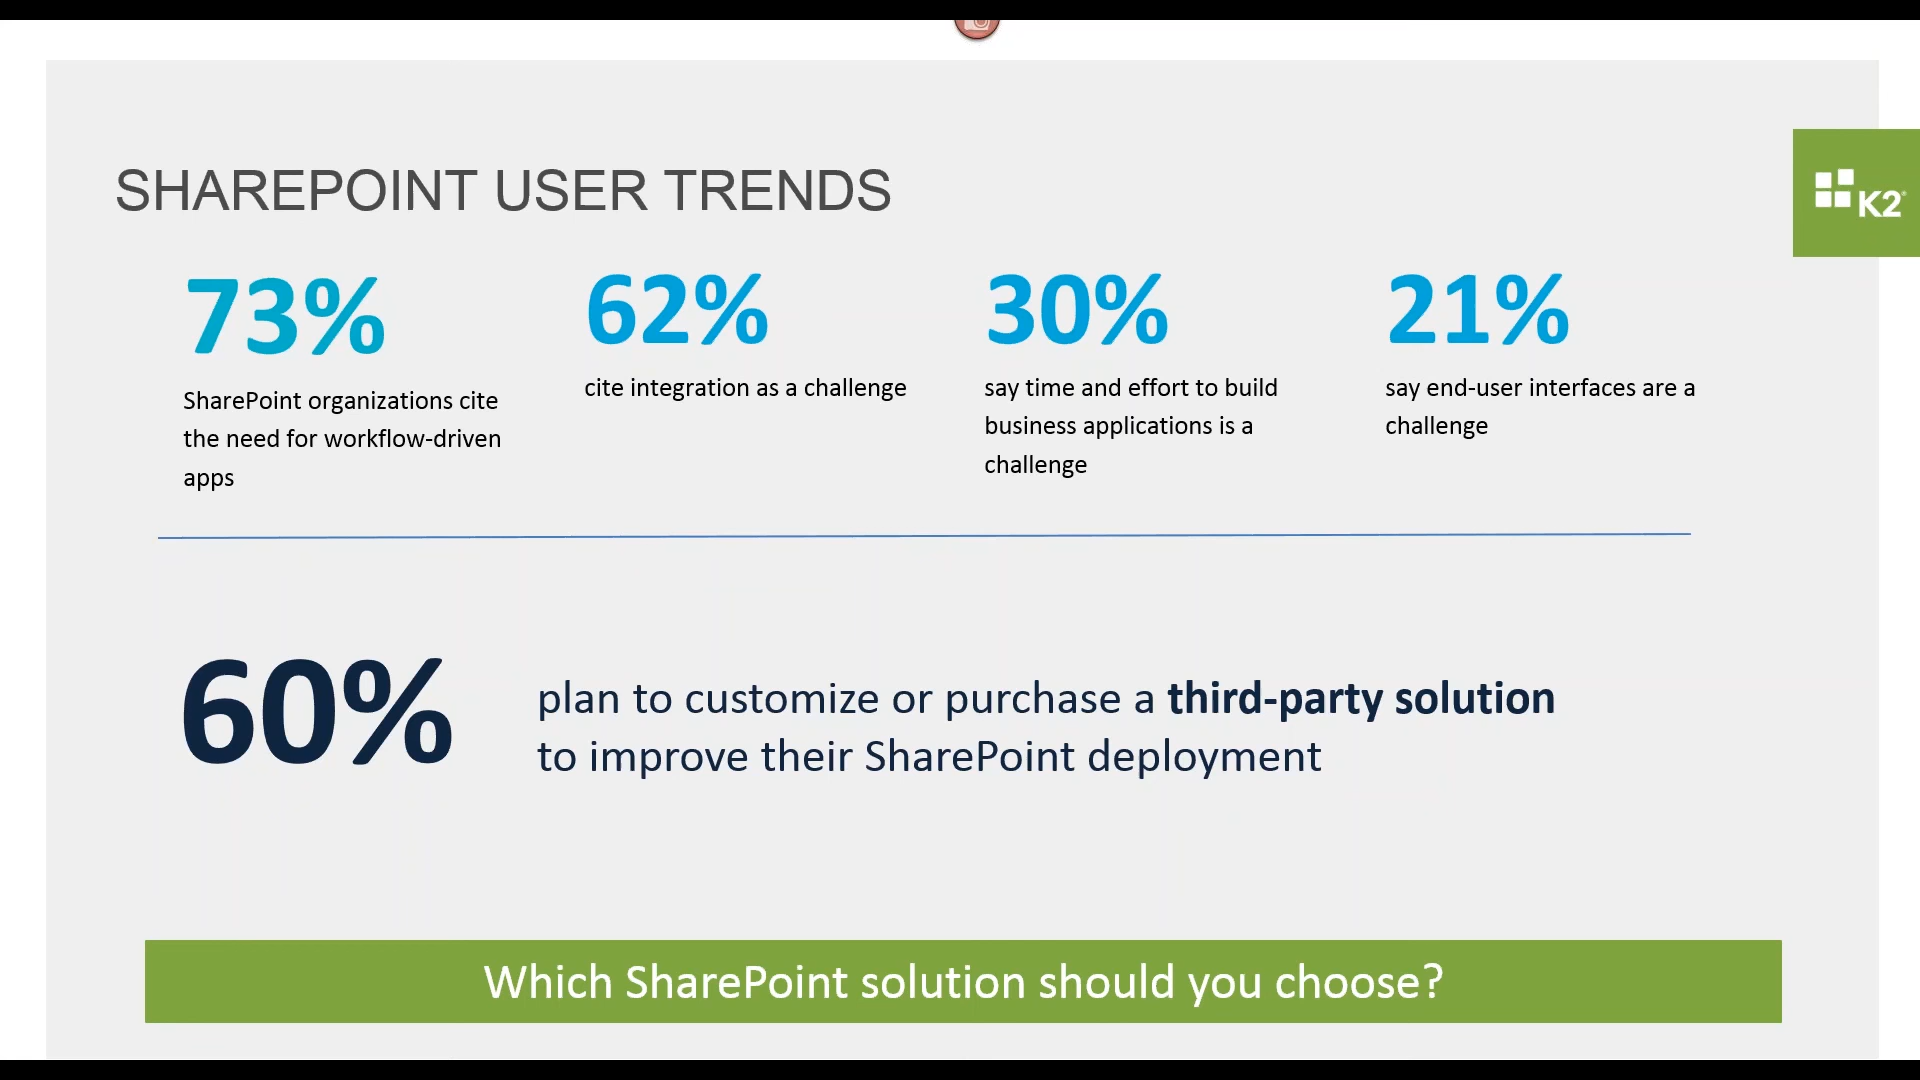 SHAREPOINT USER TRENDS
K2
73%
SharePoint organizations cite
the need for workflow-driven
apps
62%
cite integration as a challenge
30%
say time and effort to build
business applications is a
challenge
21%
say end-user interfaces are a
challenge
60%
plan to customize or purchase a third-party solution
to improve their SharePoint deployment
Which SharePoint solution should you choose?